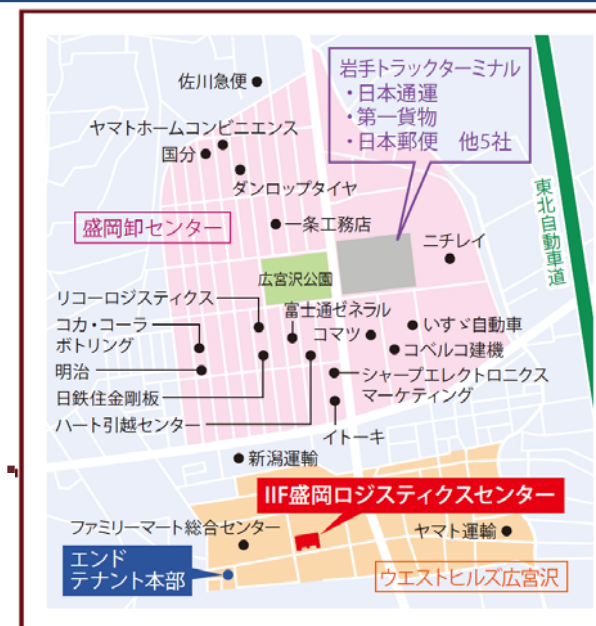 佐川急便
岩手トラックターミナル
・日本通運
・第一貨物
・日本郵便　他5社
ヤマトホームコンビニエンス
国分
ダンロップタイヤ
東北自動車道
盛岡卸センター
一条工務店
ニチレイ
広宮沢公園
リコーロジスティクス
富士通ゼネラル
コカ・コーラ
ボトリング
コマツ
いすゞ自動車
コベルコ建機
明治
シャープエレクトロニクス
マーケティング
日鉄住金剛板
ハート引越センター
イトーキ
新潟運輸
IIF盛岡ロジスティクスセンター
ファミリーマート総合センター
ヤマト運輸
エンド
テナント本部
ウエストヒルズ広宮沢